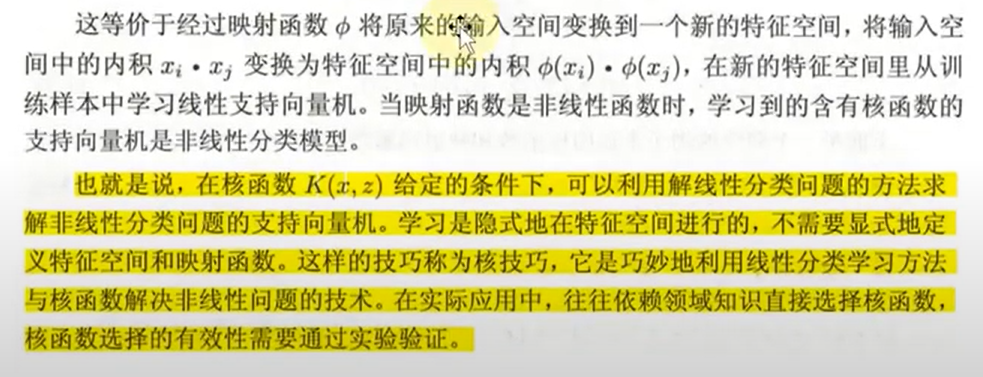 这等价于经过映射函数 ϕ 将原来的输入空间变换到一个新的特征空间，将输入空
间中的内积 xᵢ • xⱼ 变换为特征空间中的内积 ϕ(xᵢ) • ϕ(xⱼ)，在新的特征空间里从训
练样本中学习线性支持向量机。当映射函数是非线性函数时，学习到的含有核函数的
支持向量机是非线性分类模型。
也就是说，在核函数 K(x, z) 给定的条件下，可以利用解线性分类问题的方法求
解非线性分类问题的支持向量机。学习是隐式地在特征空间进行的，不需要显式地定
义特征空间和映射函数。这样的技巧称为核技巧，它是巧妙地利用线性分类学习方法
与核函数解决非线性问题的技术。在实际应用中，往往依赖领域知识直接选择核函数，
核函数选择的有效性需要通过实验验证。